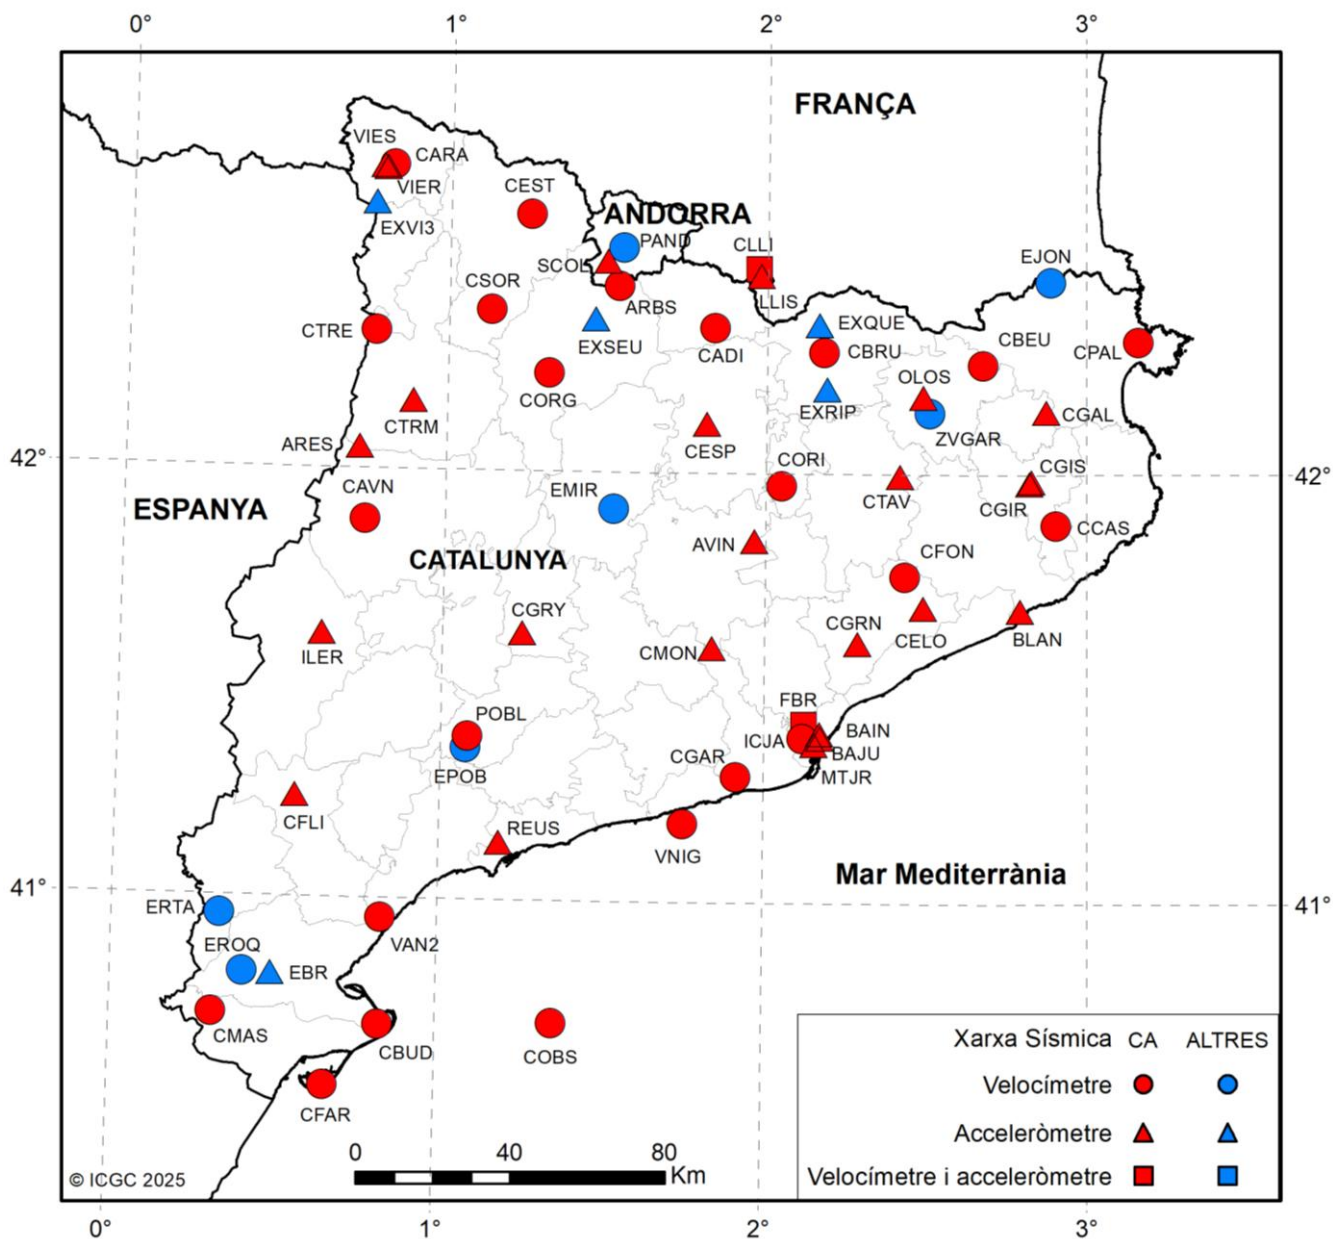 0° 1° 2° 3°
FRANÇA
VIES
CARA
VIER
CEST
EXVI3
ANDORRA
PAND
CLLI
SCOL
EJON
CSOR
ARBS
LLIS
CTRE
EXSEU
CADI
EXQUE
CBRU
CBEU
CPAL
CORG
OLOS
EXRIP
CTRM
CGAL
ZVGAR
ARES
CESP
42° 42°
CORI
CGIS
CAVN
EMIR
CTAV
CGIR
ESPANYA
CCAS
AVIN
CATALUNYA
CFON
CGRY
CGRN
CELO
BLAN
ILER
CMON
FBR
POBL
ICJA
BAIN
CGAR
BAJU
EPOB
MTJR
CFLI
REUS
VNIG
Mar Mediterrània
41° 41°
ERTA
EROQ
VAN2
EBR
CMAS
CBUD
COBS
CFAR
Xarxa Sísmica CA ALTRES
Velocímetre
Acceleròmetre
Velocímetre i acceleròmetre
0 40 80
Km
© ICGC 2025
0° 1° 2° 3°